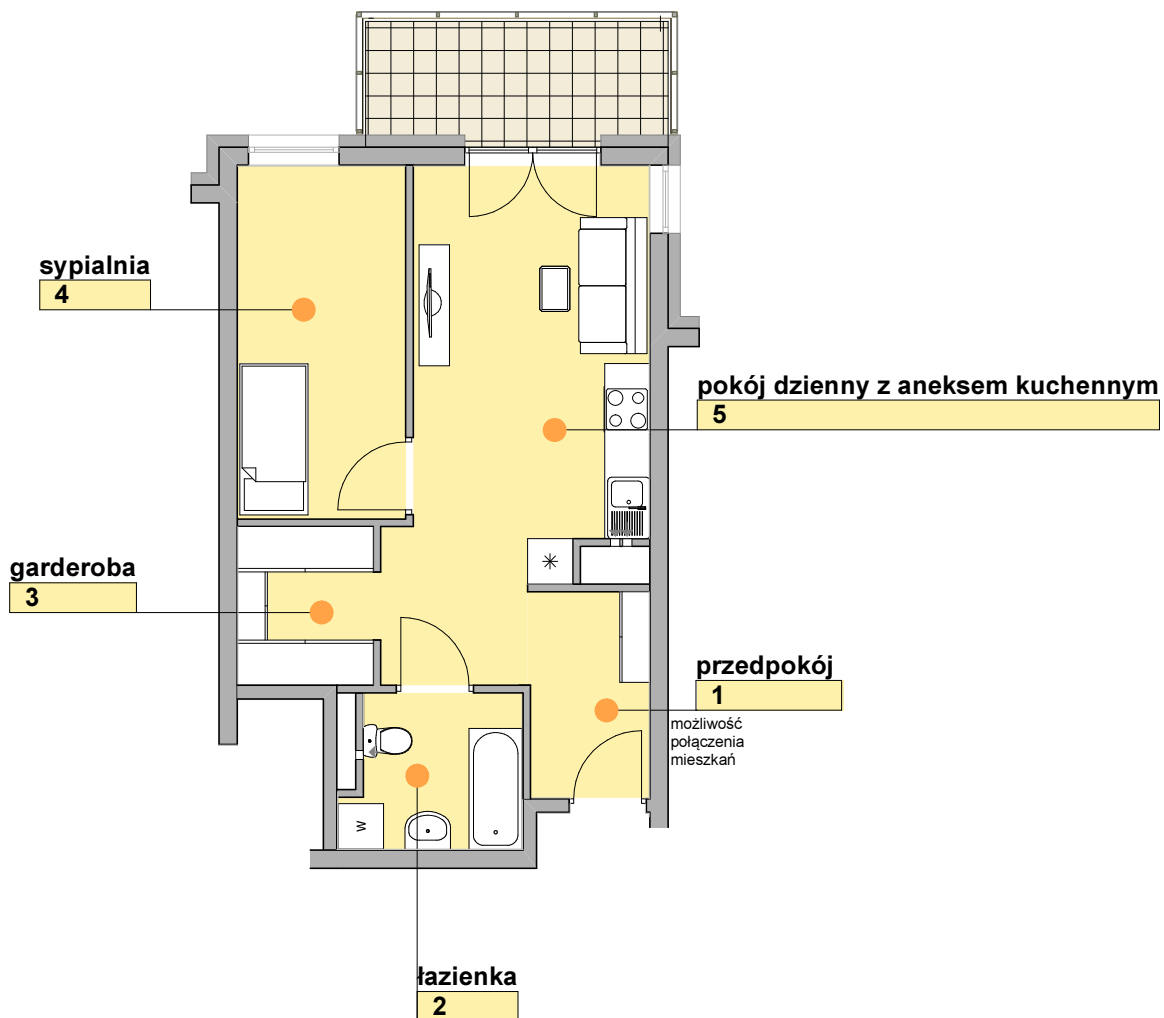 sypialnia
4
pokój dzienny z aneksem kuchennym
5
garderoba
3
przedpokój
1
możliwość
połączenia
mieszkań
W
łazienka
2